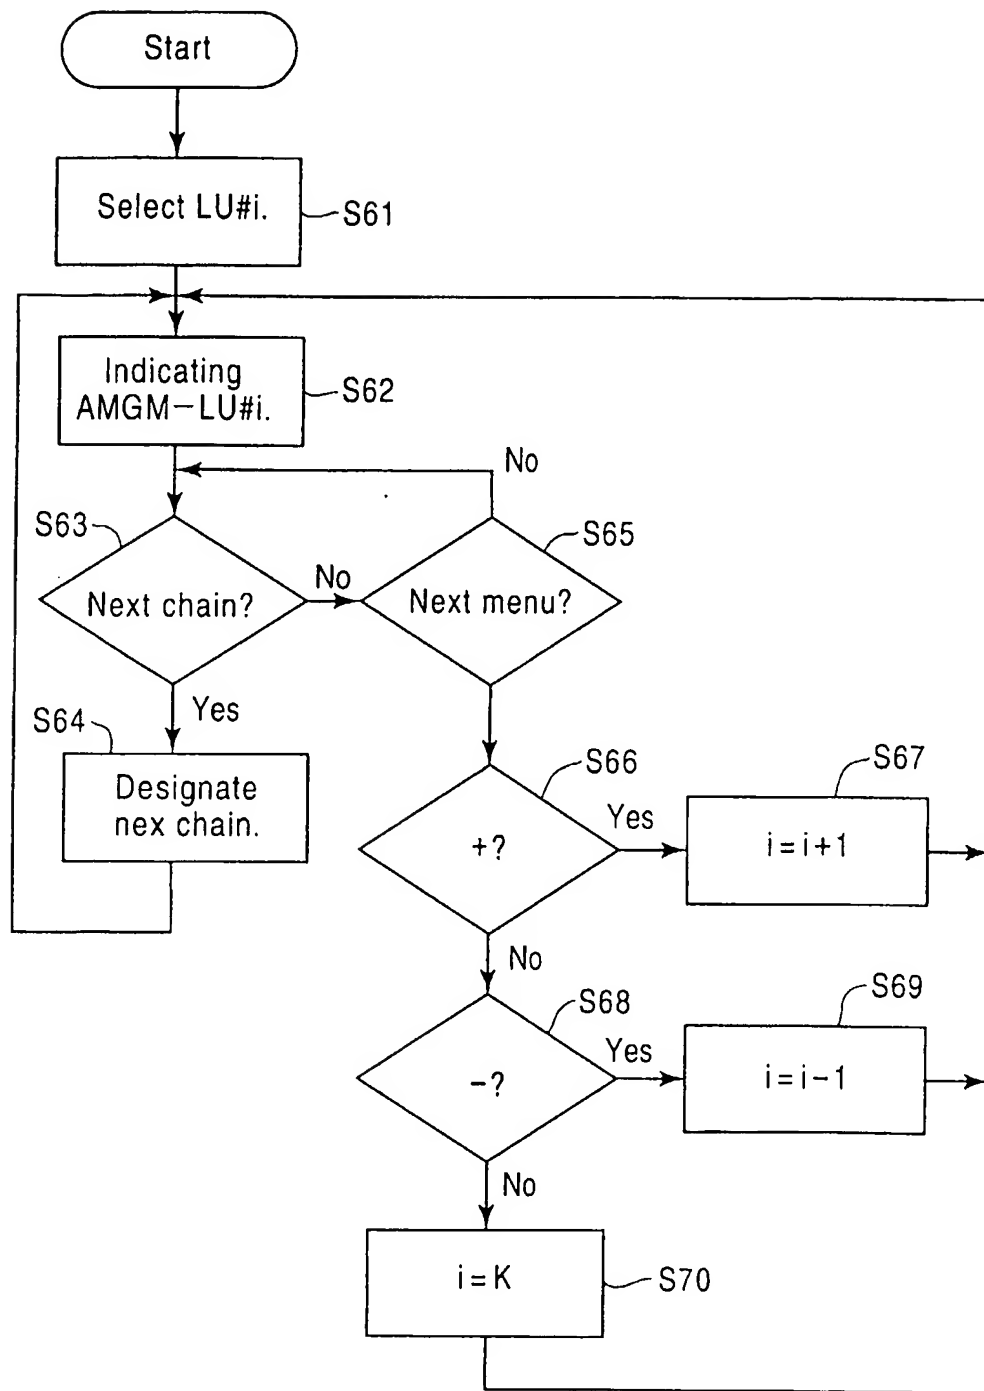 Start
Select LU#i.
S61
Indicating
AMGM-LU#i.
S62
No
S63
Next chain?
No
S65
Next menu?
Yes
S64
Designate
nex chain.
S66
+?
Yes
S67
i=i+1
No
S68
-?
Yes
S69
i=i-1
No
i=K
S70